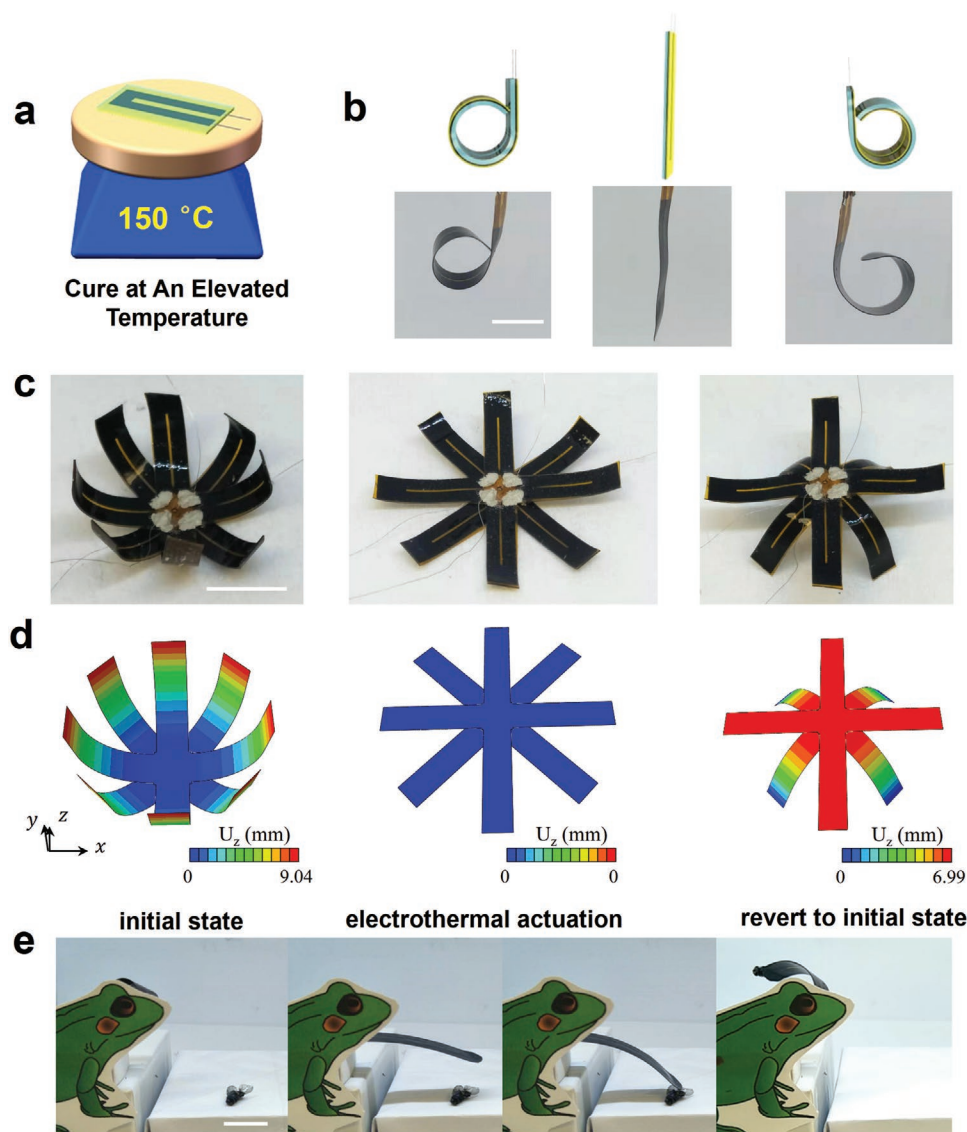 a
150 °C
Cure at An Elevated
Temperature
b
c
d
y z
x
U_z (mm)
0 9.04
U_z (mm)
0 0
U_z (mm)
0 6.99
initial state electrothermal actuation revert to initial state
e